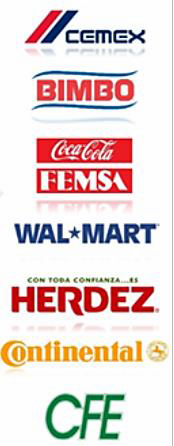 CEMEX
BIMBO
Coca-Cola
FEMSA
WAL★MART
CON TODA CONFIANZA...ES
HERDEZ®
Continental
CFE